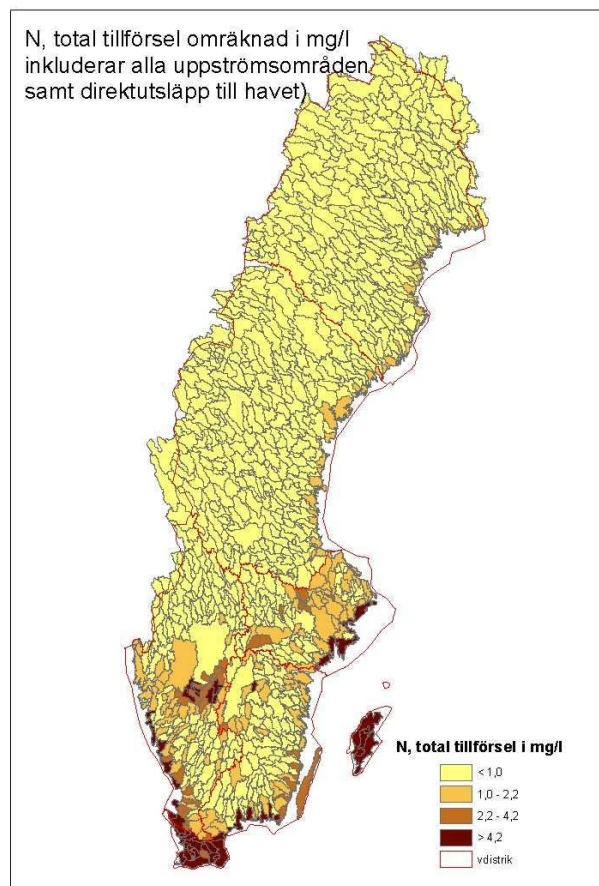 N, total tillförsel omräknad i mg/l
inkluderar alla uppströmsområden
samt direktutsläpp till havet)
N, total tillförsel i mg/l
< 1,0
1,0 - 2,2
2,2 - 4,2
> 4,2
vdistrik